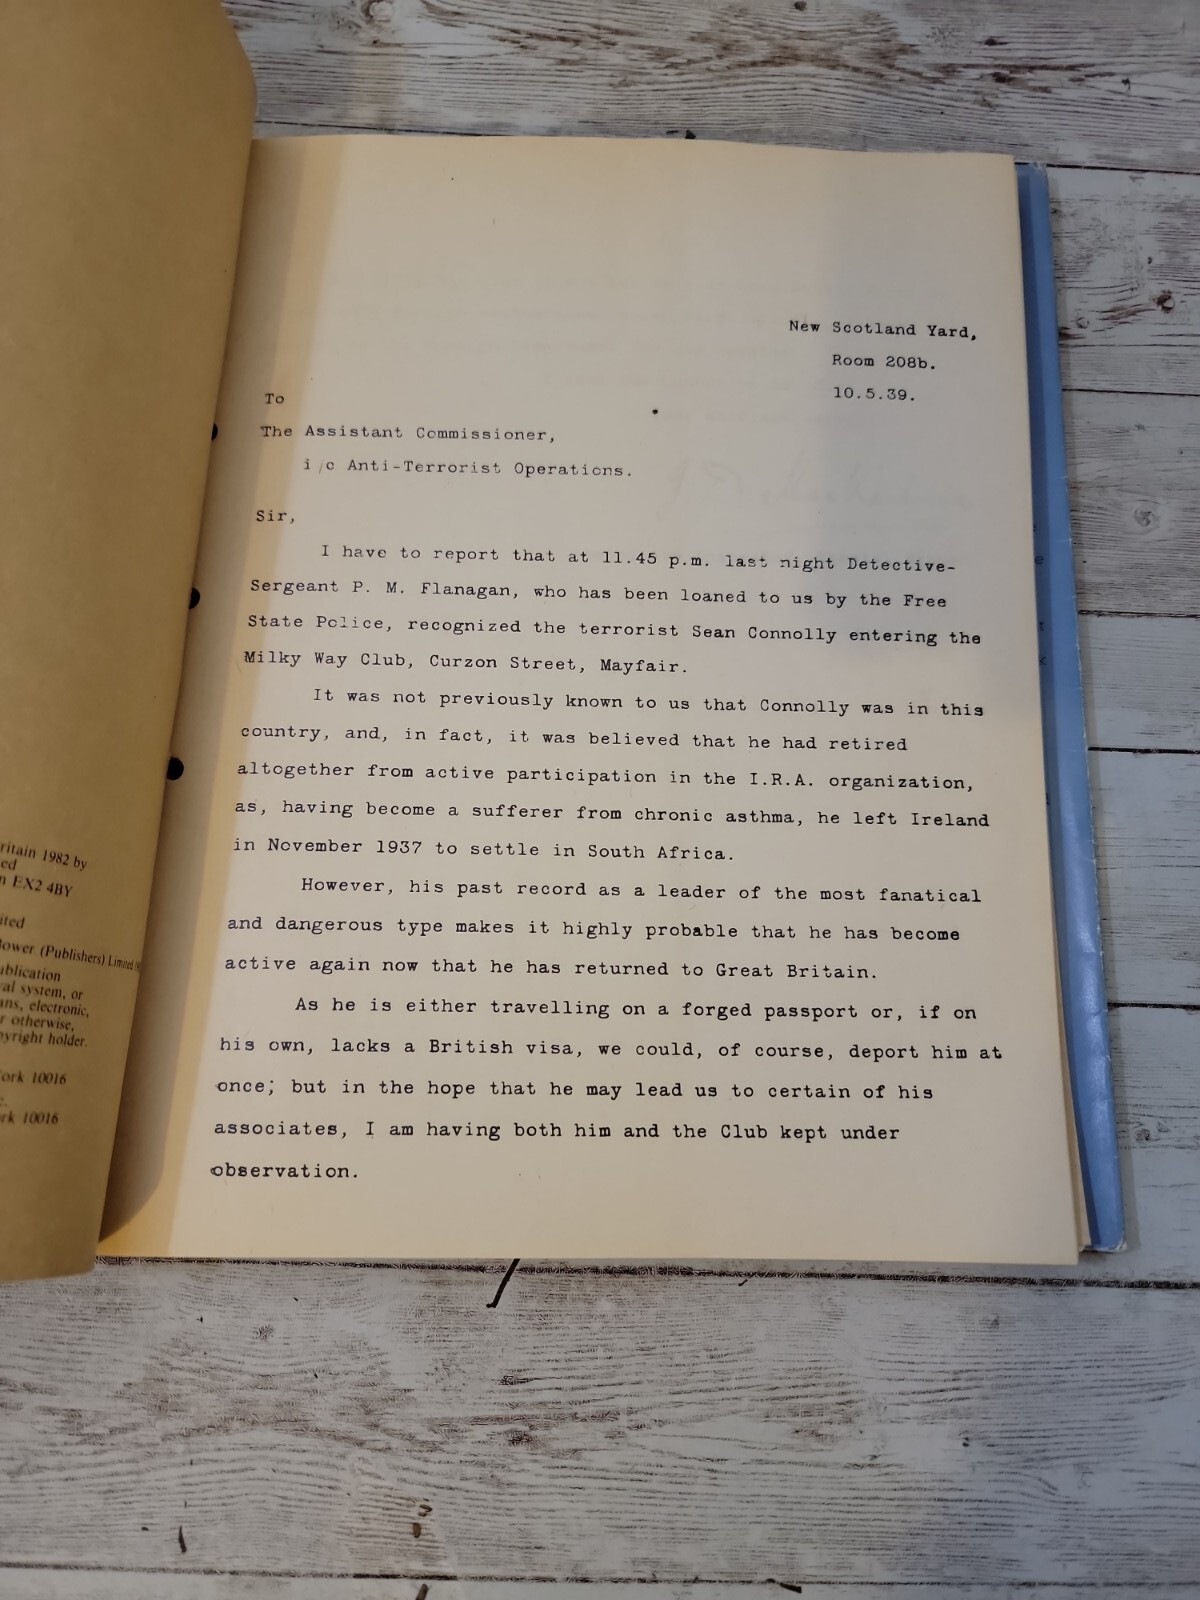 New Scotland Yard,
Room 208b.
10.5.39.
To
The Assistant Commissioner,
i/c Anti-Terrorist Operations.
Sir,
I have to report that at 11.45 p.m. last night Detective-
Sergeant P. M. Flanagan, who has been loaned to us by the Free
State Police, recognized the terrorist Sean Connolly entering the
Milky Way Club, Curzon Street, Mayfair.
It was not previously known to us that Connolly was in this
country, and, in fact, it was believed that he had retired
altogether from active participation in the I.R.A. organization,
as, having become a sufferer from chronic asthma, he left Ireland
in November 1937 to settle in South Africa.
However, his past record as a leader of the most fanatical
and dangerous type makes it highly probable that he has become
active again now that he has returned to Great Britain.
As he is either travelling on a forged passport or, if on
his own, lacks a British visa, we could, of course, deport him at
once; but in the hope that he may lead us to certain of his
associates, I am having both him and the Club kept under
observation.
ritain 1982 by
ed
n EX2 4BY
ited
ower (Publishers) Limited
ublication
al system, or
ans, electronic,
r otherwise,
pyright holder.
ork 10016
rk 10016